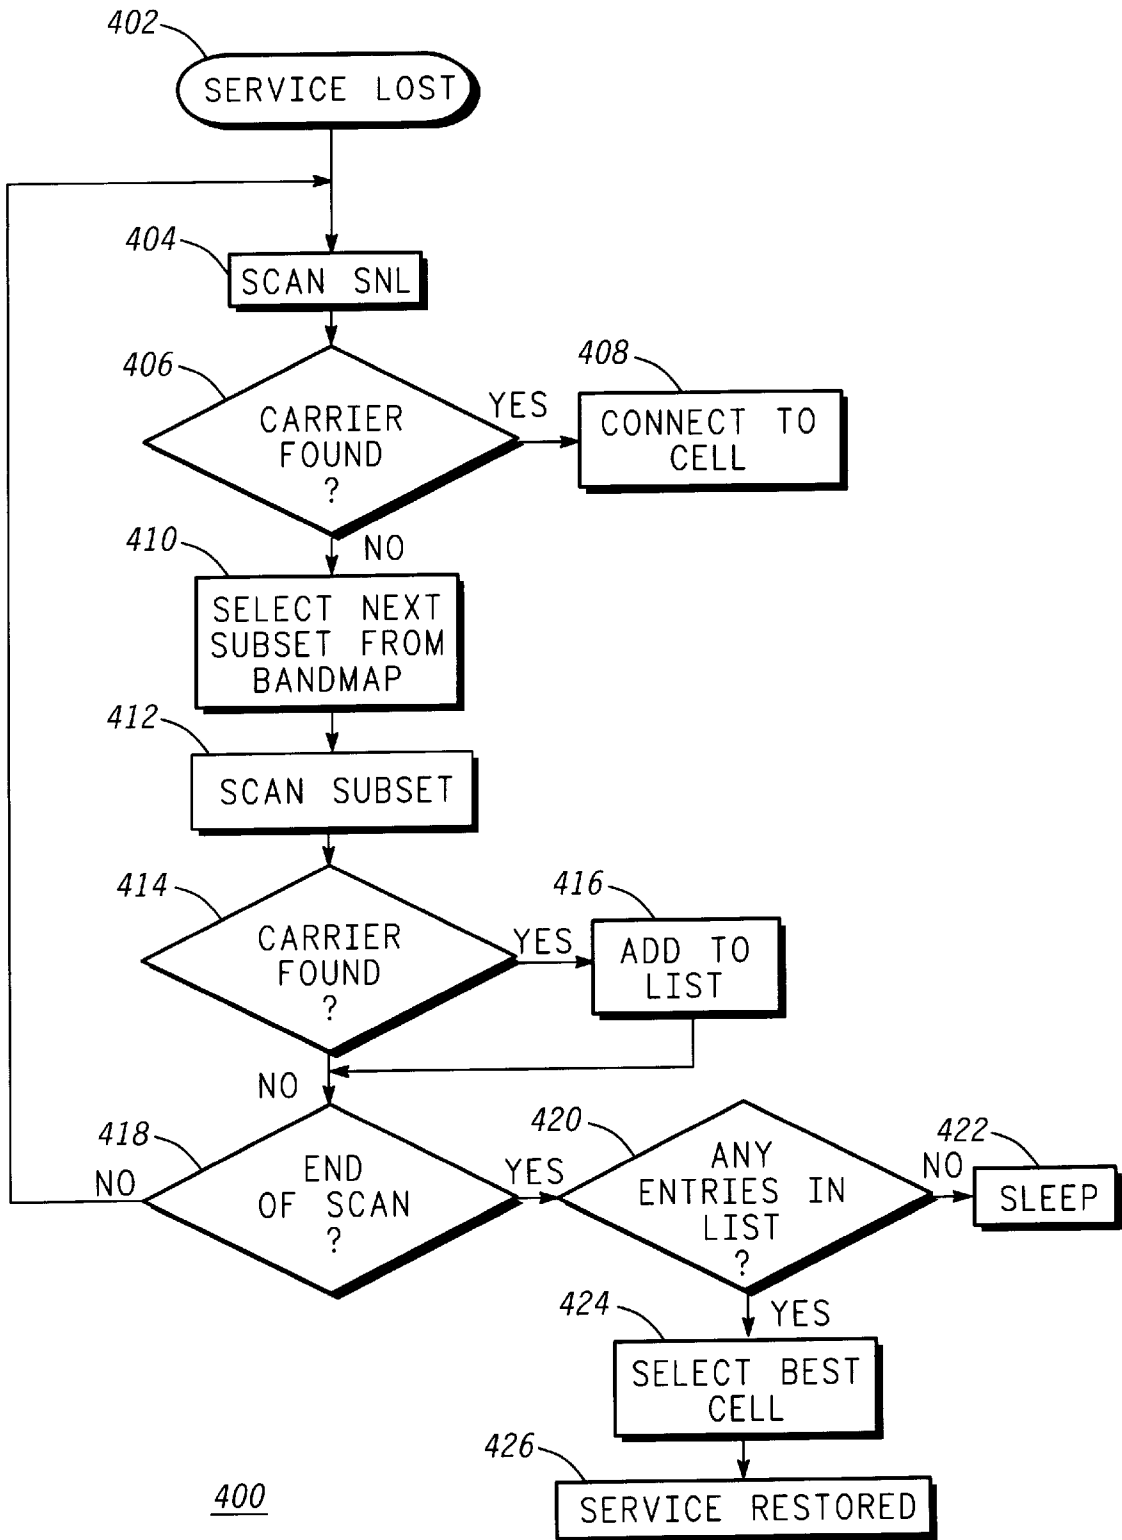 402
SERVICE LOST
404
SCAN SNL
406
CARRIER
FOUND
?
YES
408
CONNECT TO
CELL
NO
410
SELECT NEXT
SUBSET FROM
BANDMAP
412
SCAN SUBSET
414
CARRIER
FOUND
?
YES
416
ADD TO
LIST
NO
418
END
OF SCAN
?
NO
YES
420
ANY
ENTRIES IN
LIST
?
NO
422
SLEEP
YES
424
SELECT BEST
CELL
426
SERVICE RESTORED
400